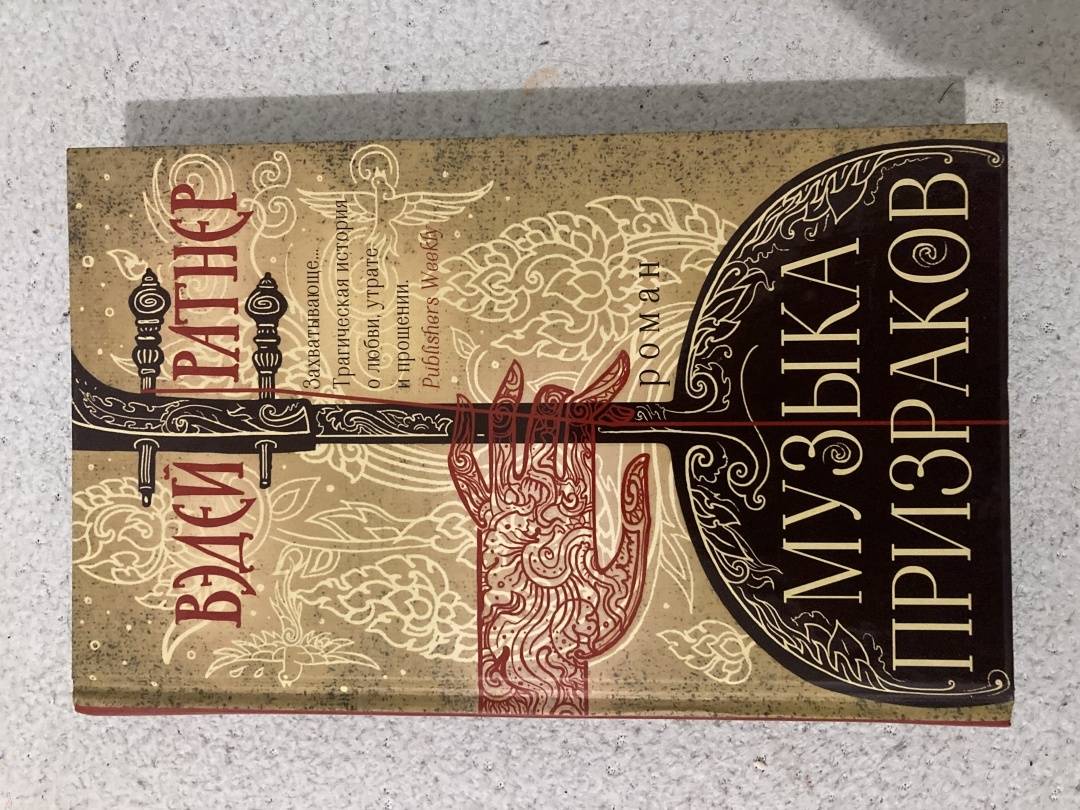 ВЭДЕЙ РАТНЕР
Захватывающе...
Трагическая история
о любви, утрате
и прощении.
Publishers Weekly
роман
МУЗЫКА
ПРИЗРАКОВ